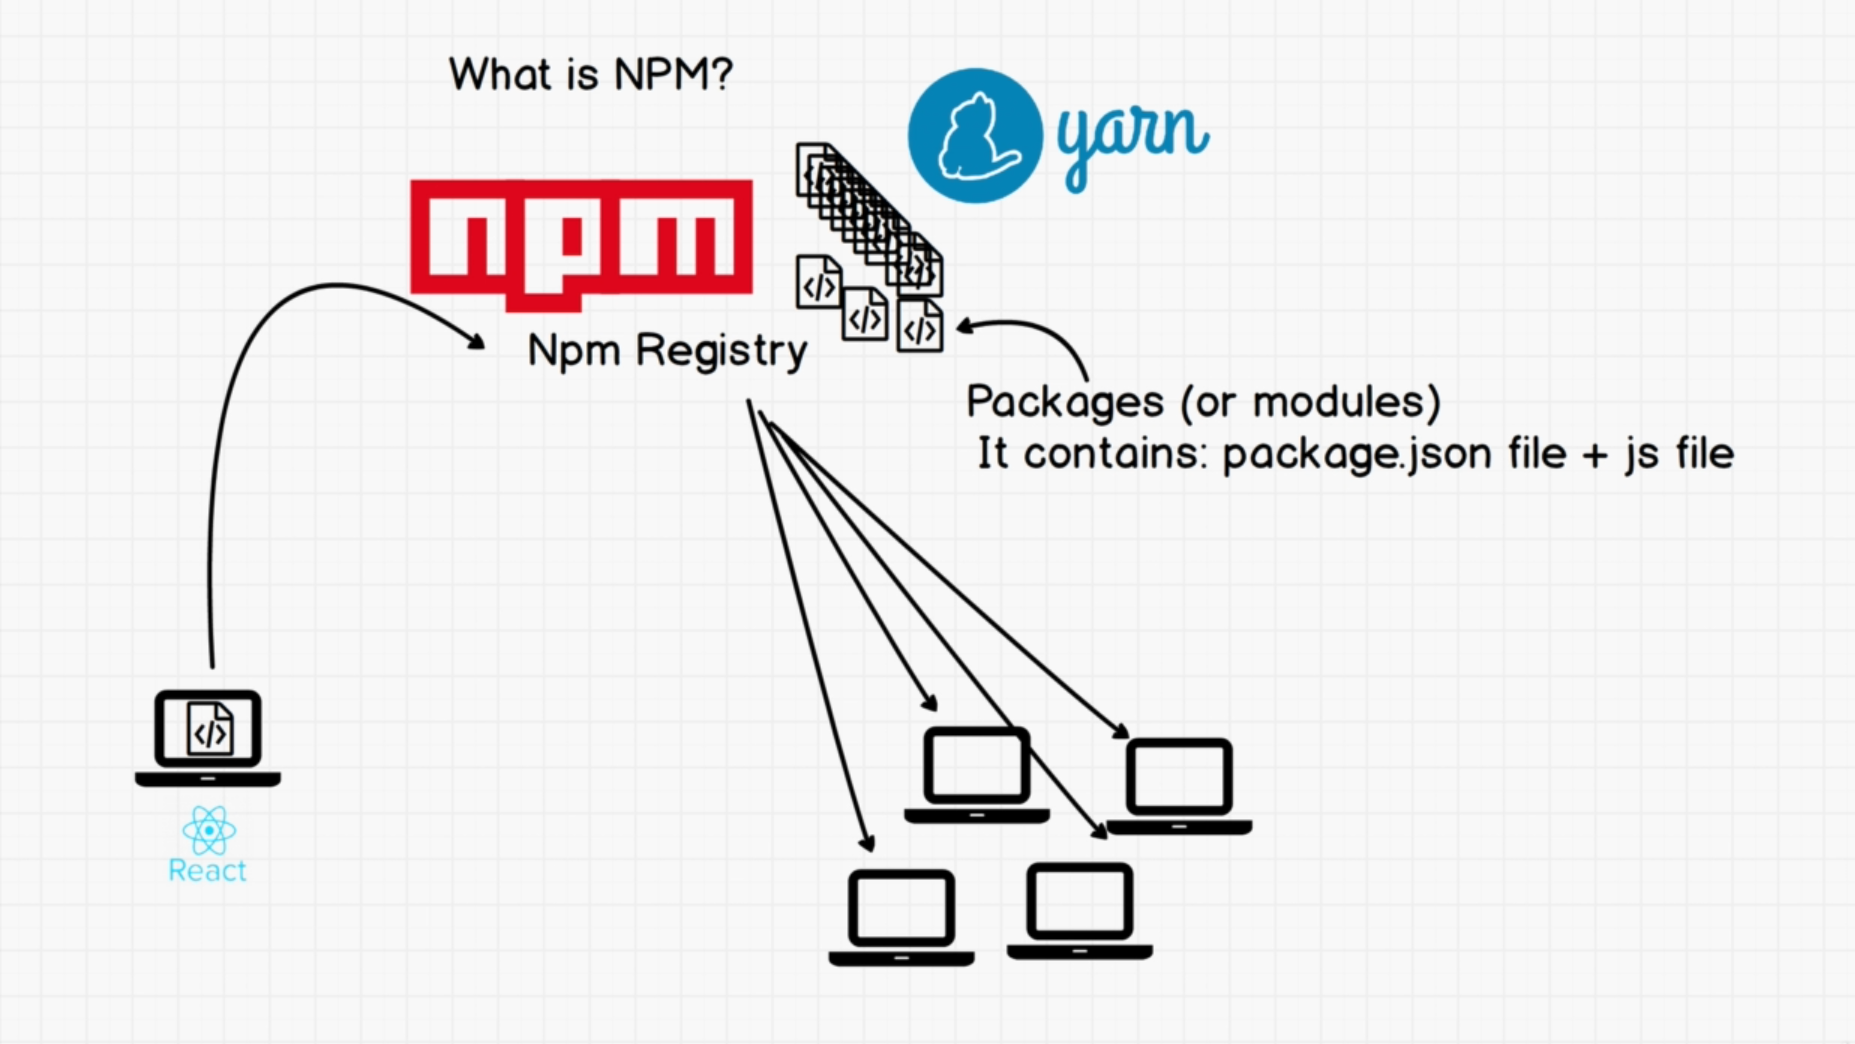 What is NPM?
yarn
npm
Npm Registry
Packages (or modules)
It contains: package.json file + js file
</>
</>
</>
</>
</>
React